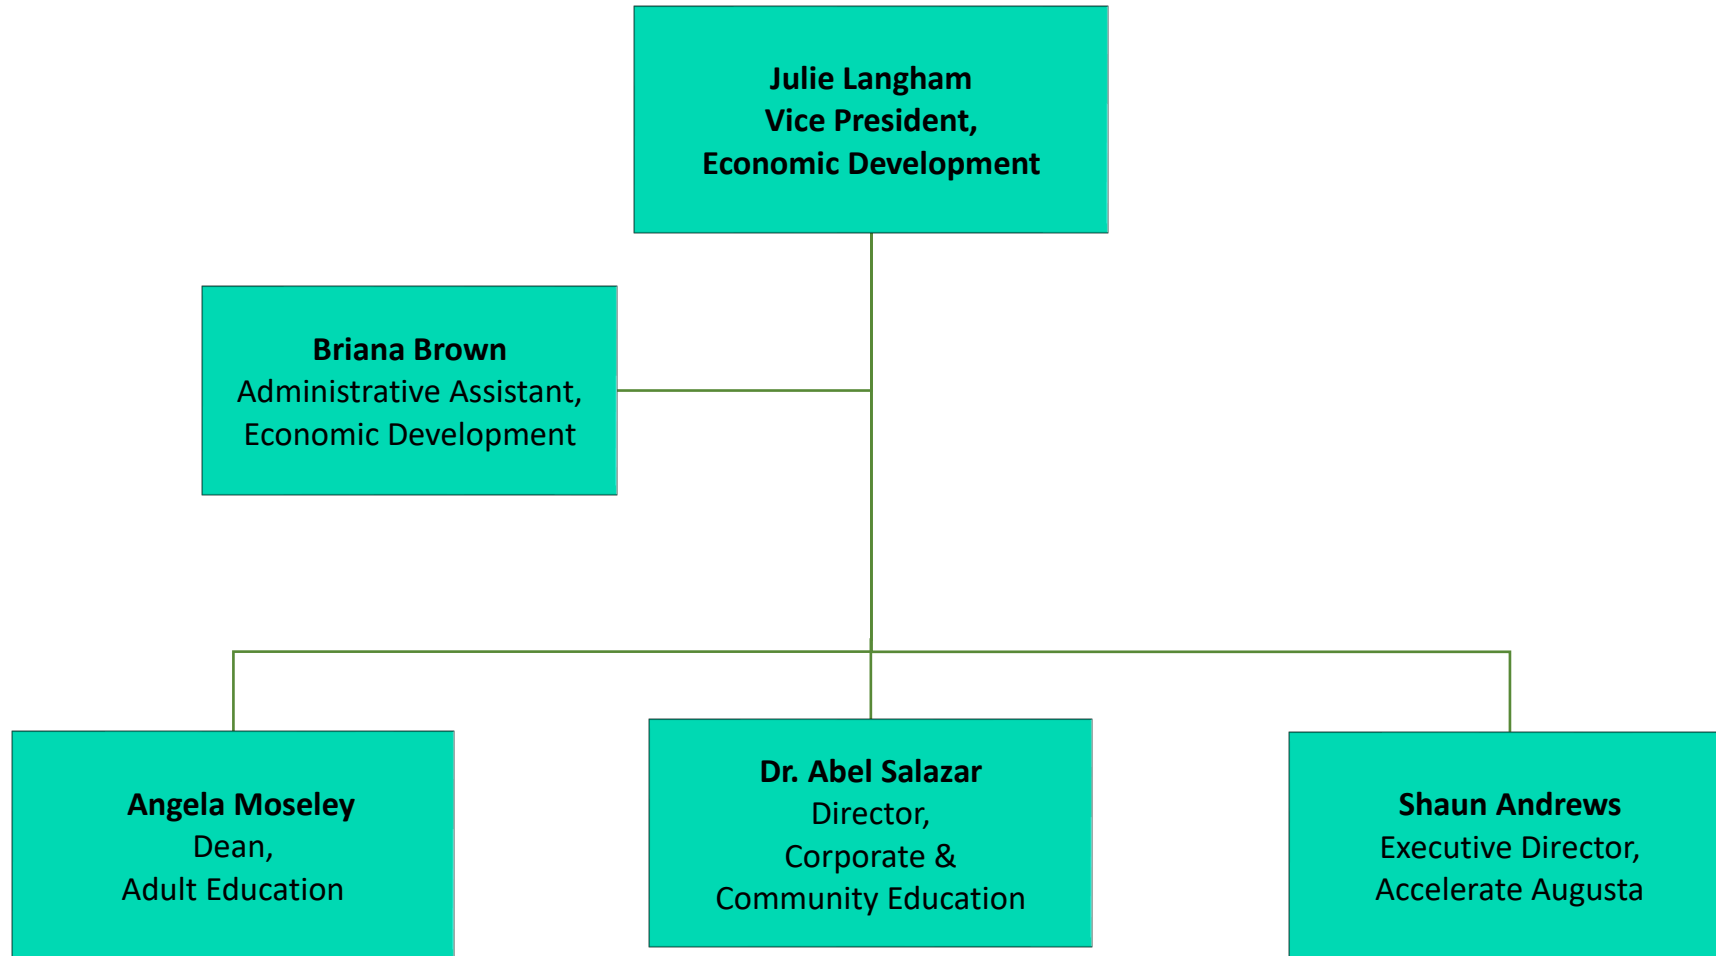 Julie Langham
Vice President,
Economic Development
Briana Brown
Administrative Assistant,
Economic Development
Angela Moseley
Dean,
Adult Education
Dr. Abel Salazar
Director,
Corporate &
Community Education
Shaun Andrews
Executive Director,
Accelerate Augusta